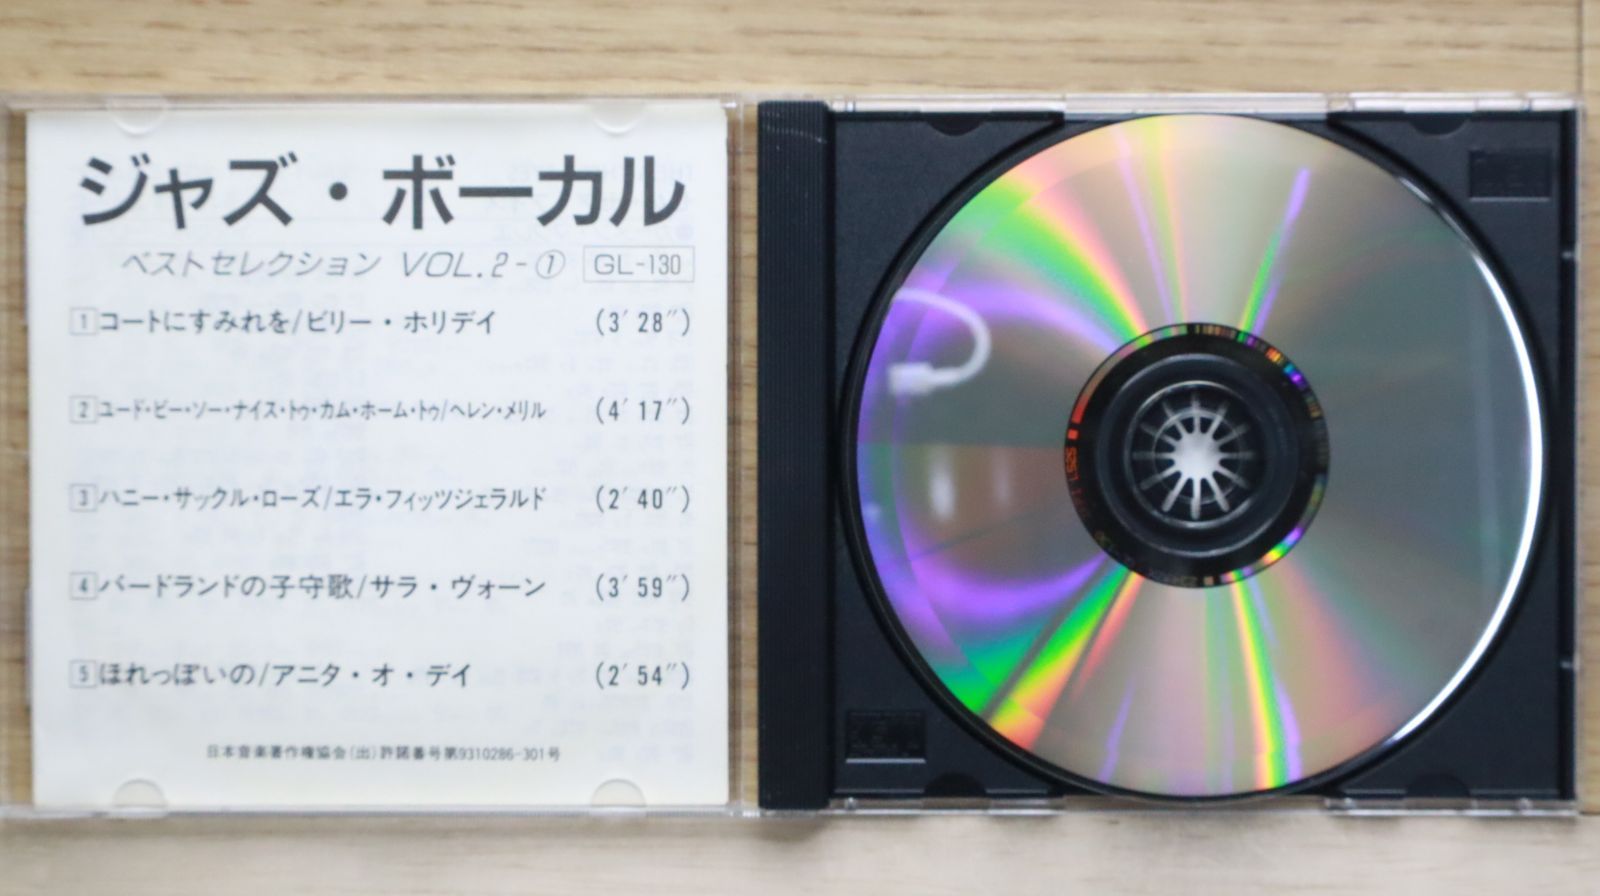 ジャズ・ボーカル
ベストセレクション VOL.2-① GL-130
1 コートにすみれを/ビリー・ホリデイ (3′28″)
2 ユード・ビー・ソー・ナイス・トゥ・カム・ホーム・トゥ/ヘレン・メリル (4′17″)
3 ハニー・サックル・ローズ/エラ・フィッツジェラルド (2′40″)
4 バードランドの子守歌/サラ・ヴォーン (3′59″)
5 ほれっぽいの/アニタ・オ・デイ (2′54″)
日本音楽著作権協会(出)許諾番号第9310286-301号